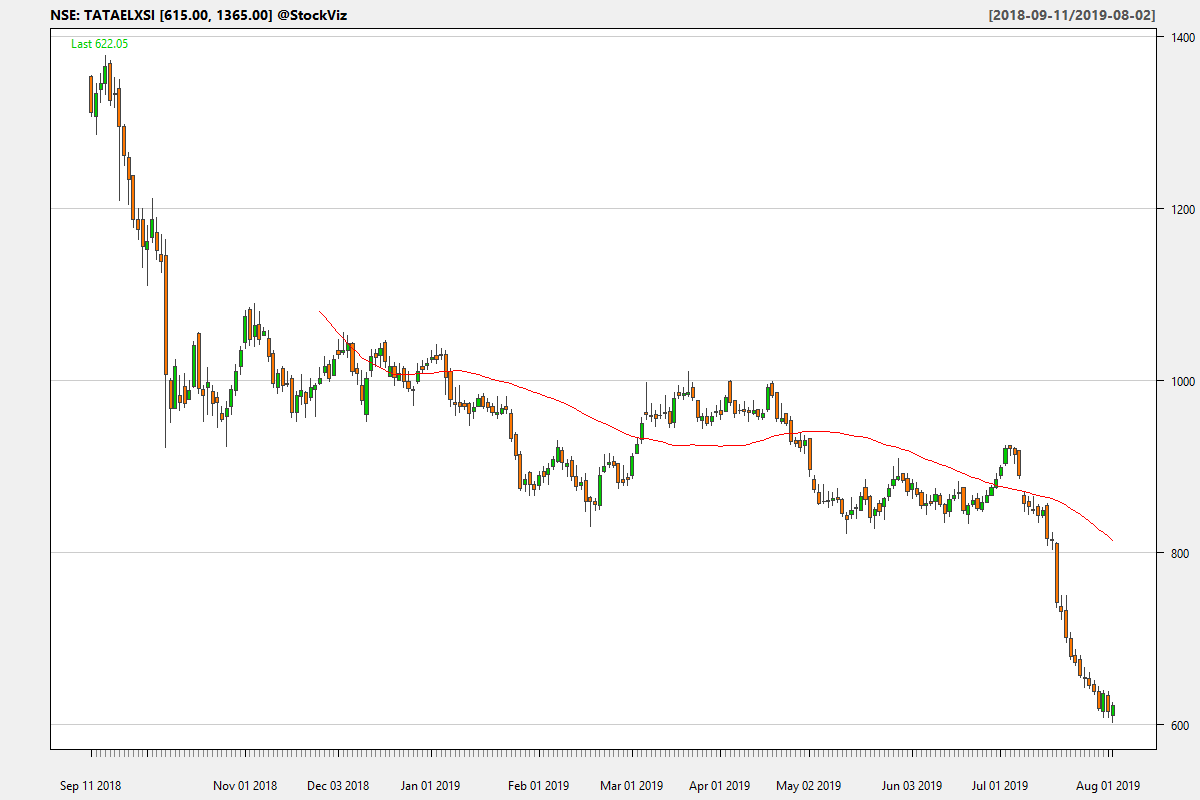 NSE: TATAELXSI [615.00, 1365.00] @StockViz
[2018-09-11/2019-08-02]
Last 622.05
1400
1200
1000
800
600
Sep 11 2018
Nov 01 2018
Dec 03 2018
Jan 01 2019
Feb 01 2019
Mar 01 2019
Apr 01 2019
May 02 2019
Jun 03 2019
Jul 01 2019
Aug 01 2019